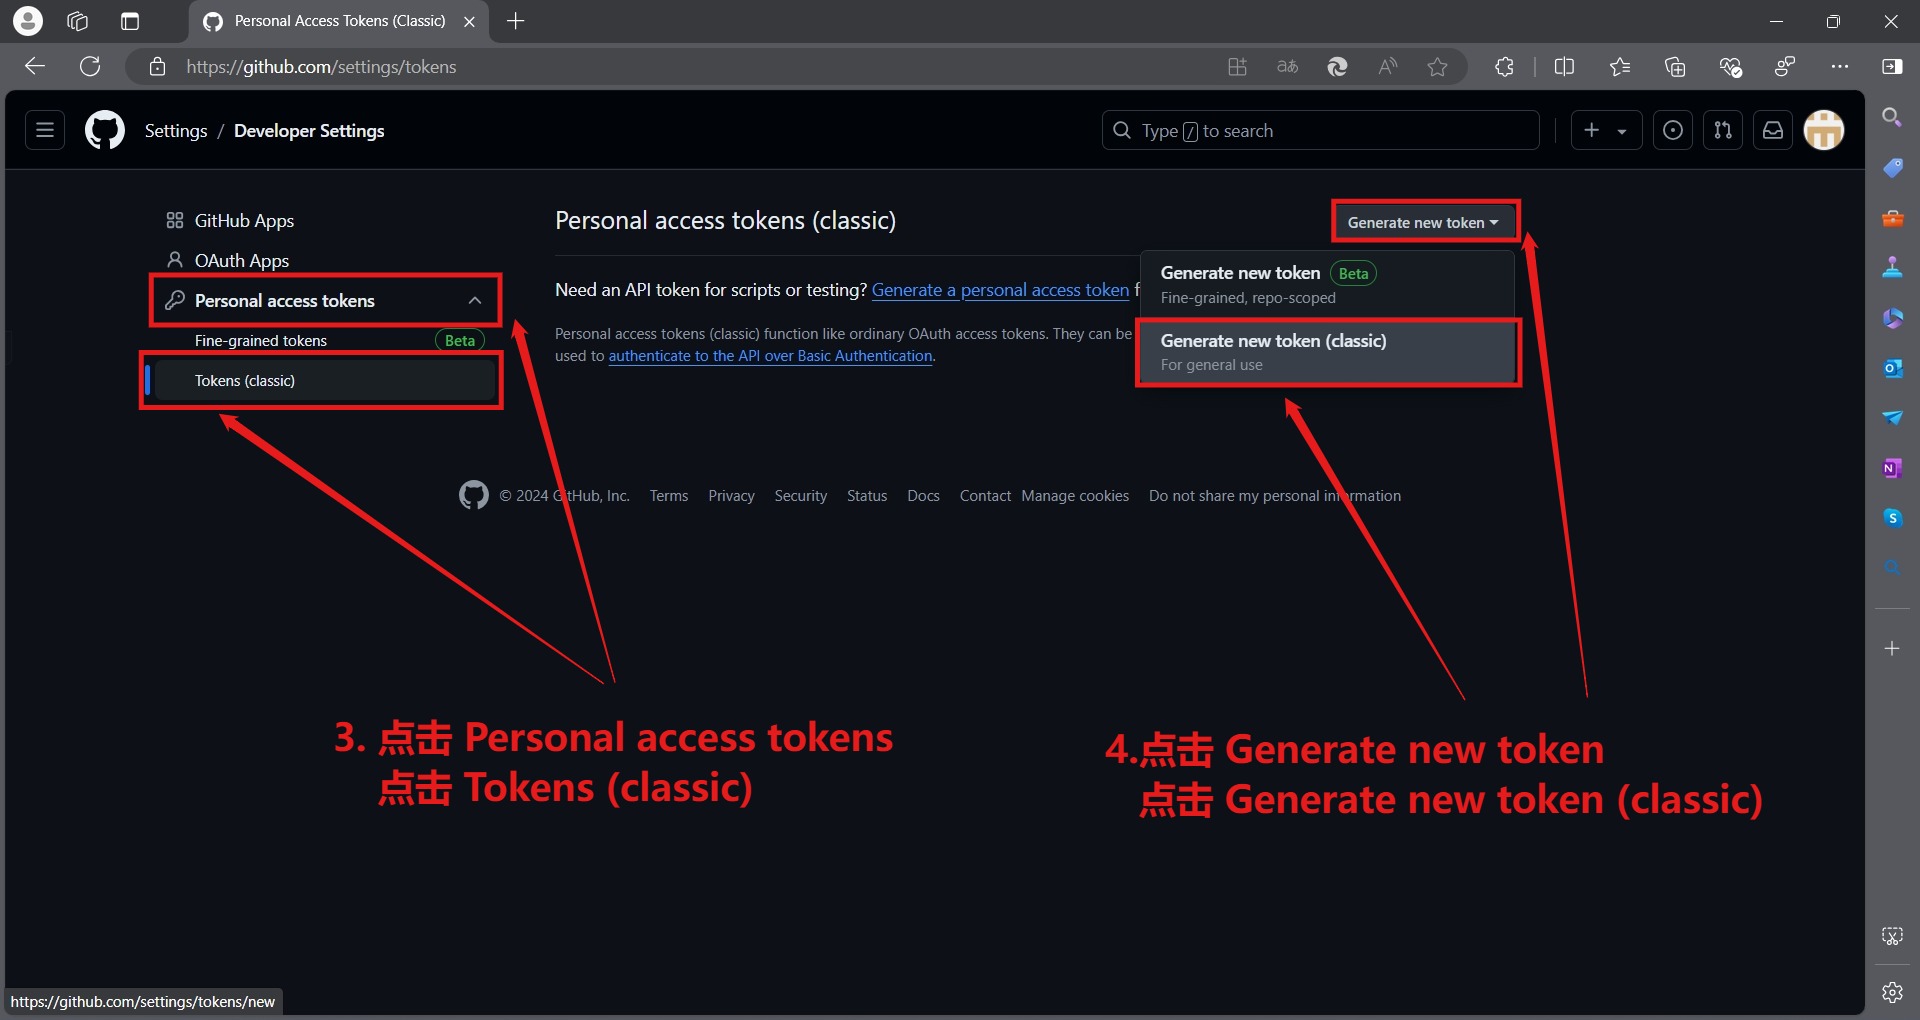 Personal Access Tokens (Classic)
https://github.com/settings/tokens
Settings / Developer Settings
Type / to search
GitHub Apps
OAuth Apps
Personal access tokens
Fine-grained tokens Beta
Tokens (classic)
Personal access tokens (classic)
Generate new token
Need an API token for scripts or testing? Generate a personal access token f
Personal access tokens (classic) function like ordinary OAuth access tokens. They can be
used to authenticate to the API over Basic Authentication.
Generate new token Beta
Fine-grained, repo-scoped
Generate new token (classic)
For general use
© 2024 GitHub, Inc. Terms Privacy Security Status Docs Contact Manage cookies Do not share my personal information
3. 点击 Personal access tokens
点击 Tokens (classic)
4.点击 Generate new token
点击 Generate new token (classic)
https://github.com/settings/tokens/new